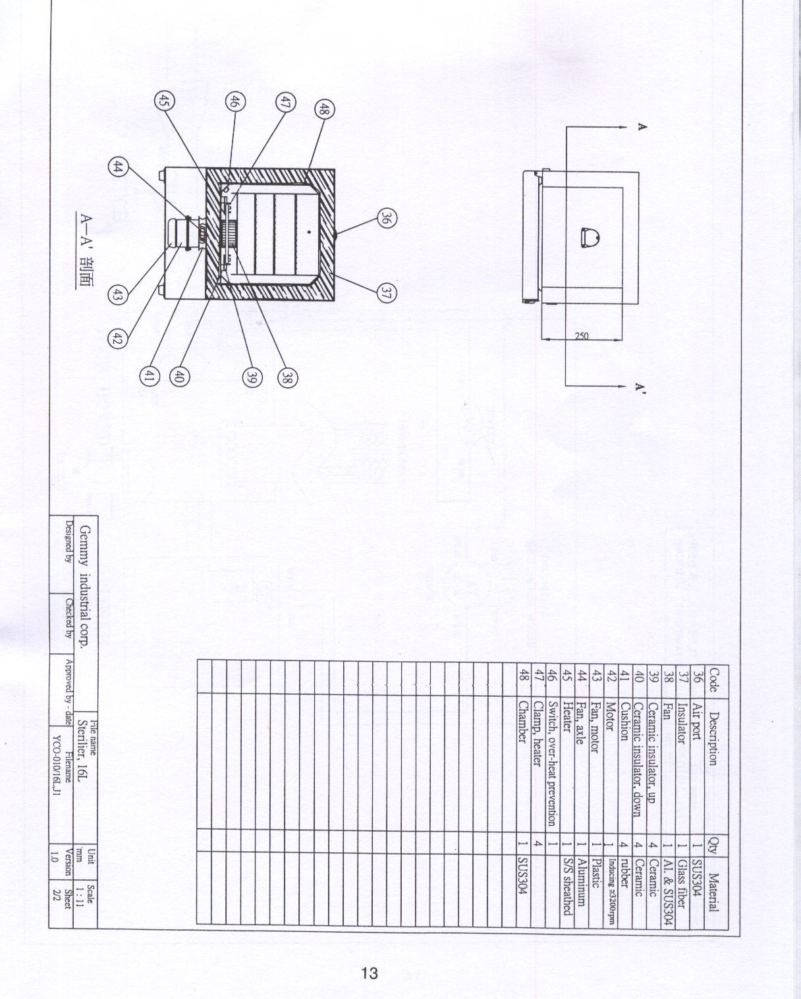 A
A'
250
36
37
38
39
40
41
42
43
44
45
46
47
48
A—A' 剖面
Code Description Qty Material
36 Air port 1 SUS304
37 Insulator 1 Glass fiber
38 Fan 1 Al. & SUS304
39 Ceramic insulator, up 4 Ceramic
40 Ceramic insulator, down 4 Ceramic
41 Cushion 4 rubber
42 Motor 1 Inducing ≅3200rpm
43 Fan, motor 1 Plastic
44 Fan, axle 1 Aluminum
45 Heater 1 S/S sheathed
46 Switch, over-heat prevention 1
47 Clamp, heater 4
48 Chamber 1 SUS304
Gemmy industrial corp.
File name
Sterilier, 16L
Unit
mm
Scale
1 : 11
Designed by
Checked by
Approved by - date
Filename
YCO-010/16L,J1
Version
1.0
Sheet
2/2
13